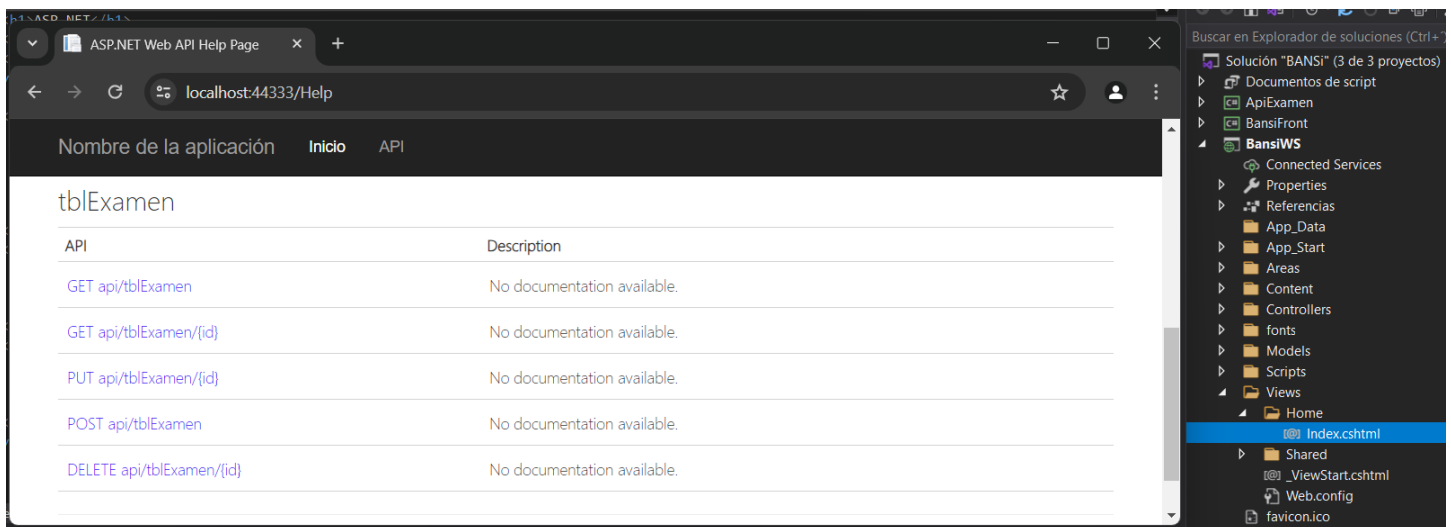 <h1>ASP.NET</h1>
ASP.NET Web API Help Page
localhost:44333/Help
Nombre de la aplicación Inicio API
tblExamen
API Description
GET api/tblExamen No documentation available.
GET api/tblExamen/{id} No documentation available.
PUT api/tblExamen/{id} No documentation available.
POST api/tblExamen No documentation available.
DELETE api/tblExamen/{id} No documentation available.
Buscar en Explorador de soluciones (Ctrl+
Solución "BANSi" (3 de 3 proyectos)
Documentos de script
C# ApiExamen
C# BansiFront
BansiWS
Connected Services
Properties
Referencias
App_Data
App_Start
Areas
Content
Controllers
fonts
Models
Scripts
Views
Home
[@] Index.cshtml
Shared
[@] _ViewStart.cshtml
Web.config
favicon.ico